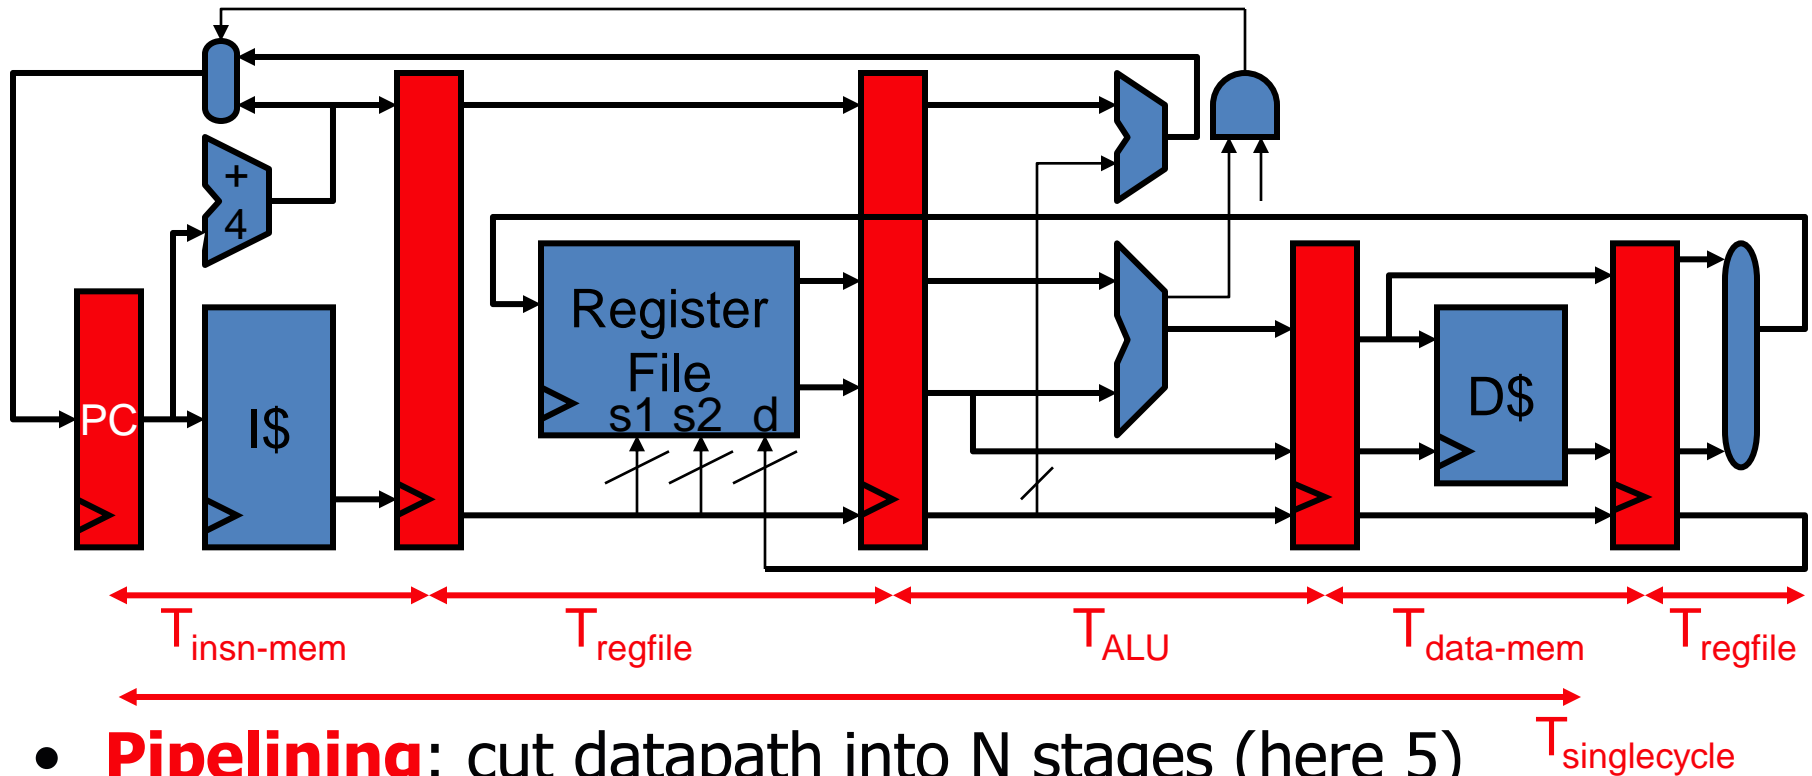 +
4
PC
I$
Register
File
s1 s2 d
D$
Tinsn-mem Tregfile TALU Tdata-mem Tregfile
Tsinglecycle
• Pipelining: cut datapath into N stages (here 5)